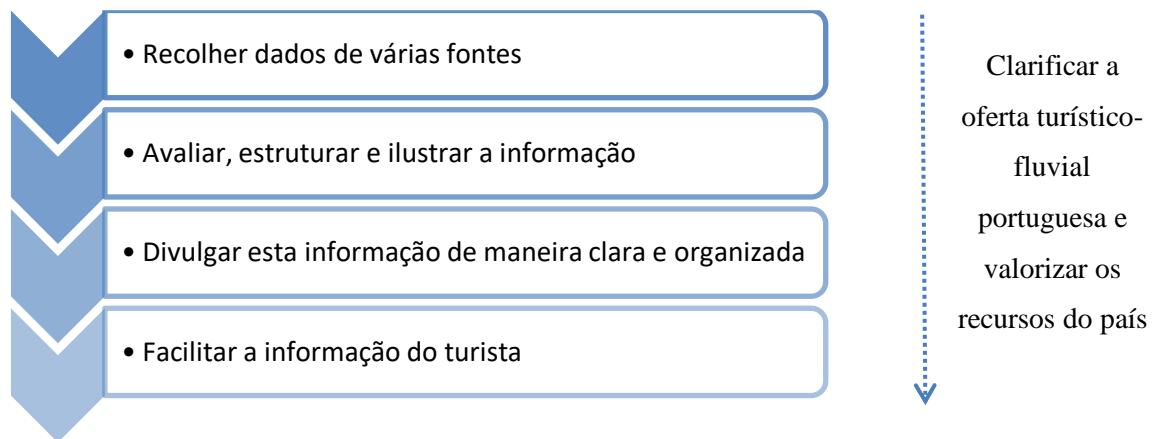 • Recolher dados de várias fontes
• Avaliar, estruturar e ilustrar a informação
• Divulgar esta informação de maneira clara e organizada
• Facilitar a informação do turista
Clarificar a
oferta turístico-
fluvial
portuguesa e
valorizar os
recursos do país